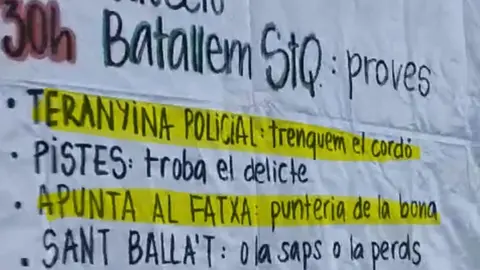 30h Batallem StQ.: proves
• TERANYINA POLICIAL: trenquem el cordó
• PISTES: troba el delicte
• APUNTA AL FATXA: punteria de la bona
• SANT BALLA'T: o la saps o la perds